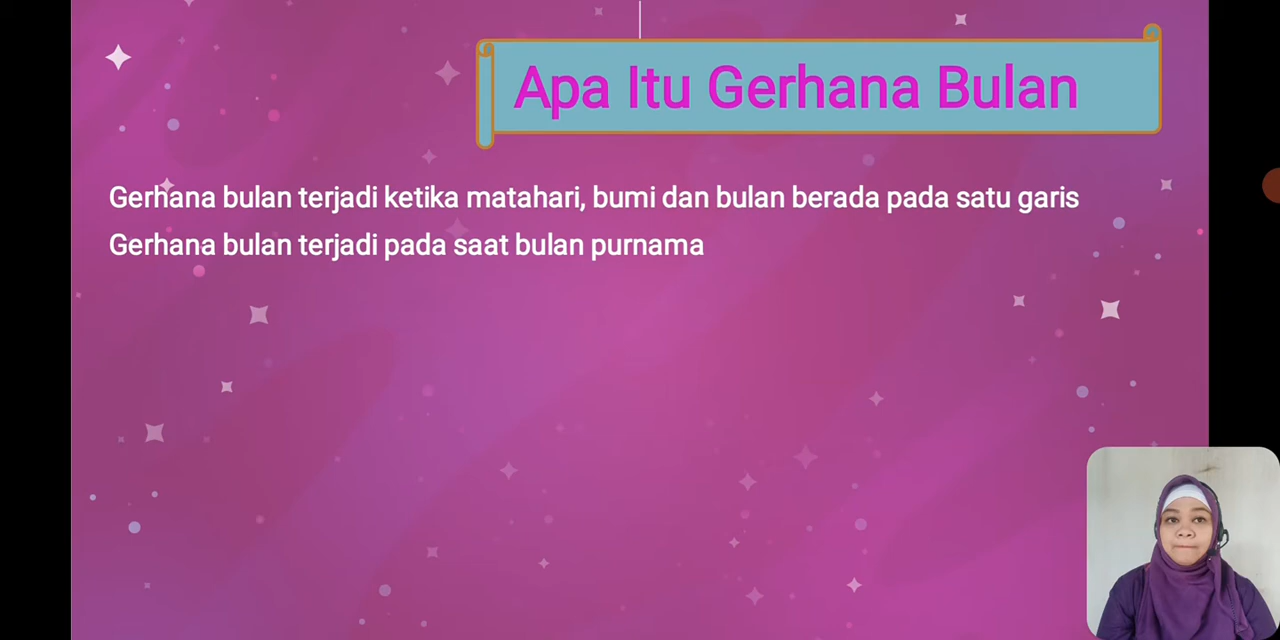 Apa Itu Gerhana Bulan
Gerhana bulan terjadi ketika matahari, bumi dan bulan berada pada satu garis
Gerhana bulan terjadi pada saat bulan purnama